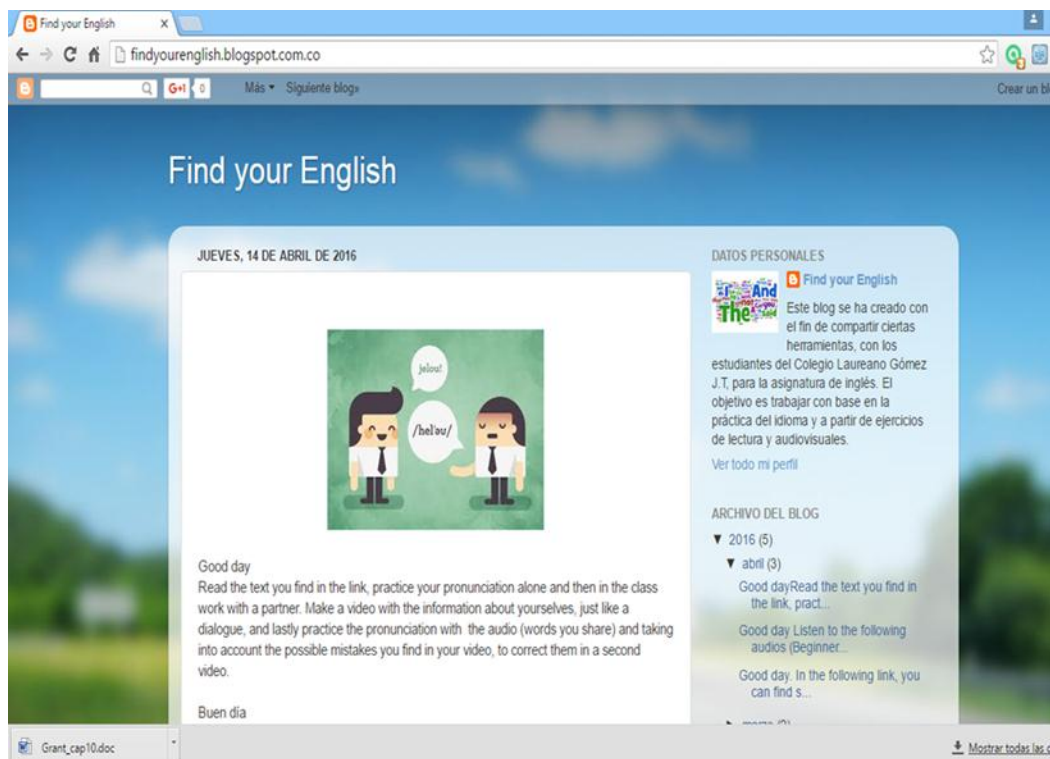 Find your English
findyourenglish.blogspot.com.co
G+1 0 Más Siguiente blog» Crear un bl
Find your English
JUEVES, 14 DE ABRIL DE 2016
jelou!
/hel'əu/
Good day
Read the text you find in the link, practice your pronunciation alone and then in the class
work with a partner. Make a video with the information about yourselves, just like a
dialogue, and lastly practice the pronunciation with the audio (words you share) and taking
into account the possible mistakes you find in your video, to correct them in a second
video.
Buen día
DATOS PERSONALES
I And
The said
Find your English
Este blog se ha creado con
el fin de compartir ciertas
herramientas, con los
estudiantes del Colegio Laureano Gómez
J.T, para la asignatura de inglés. El
objetivo es trabajar con base en la
práctica del idioma y a partir de ejercicios
de lectura y audiovisuales.
Ver todo mi perfil
ARCHIVO DEL BLOG
▼ 2016 (5)
▼ abril (3)
Good dayRead the text you find in
the link, pract...
Good day Listen to the following
audios (Beginner...
Good day. In the following link, you
can find s...
Grant_cap10.doc
Mostrar todas las